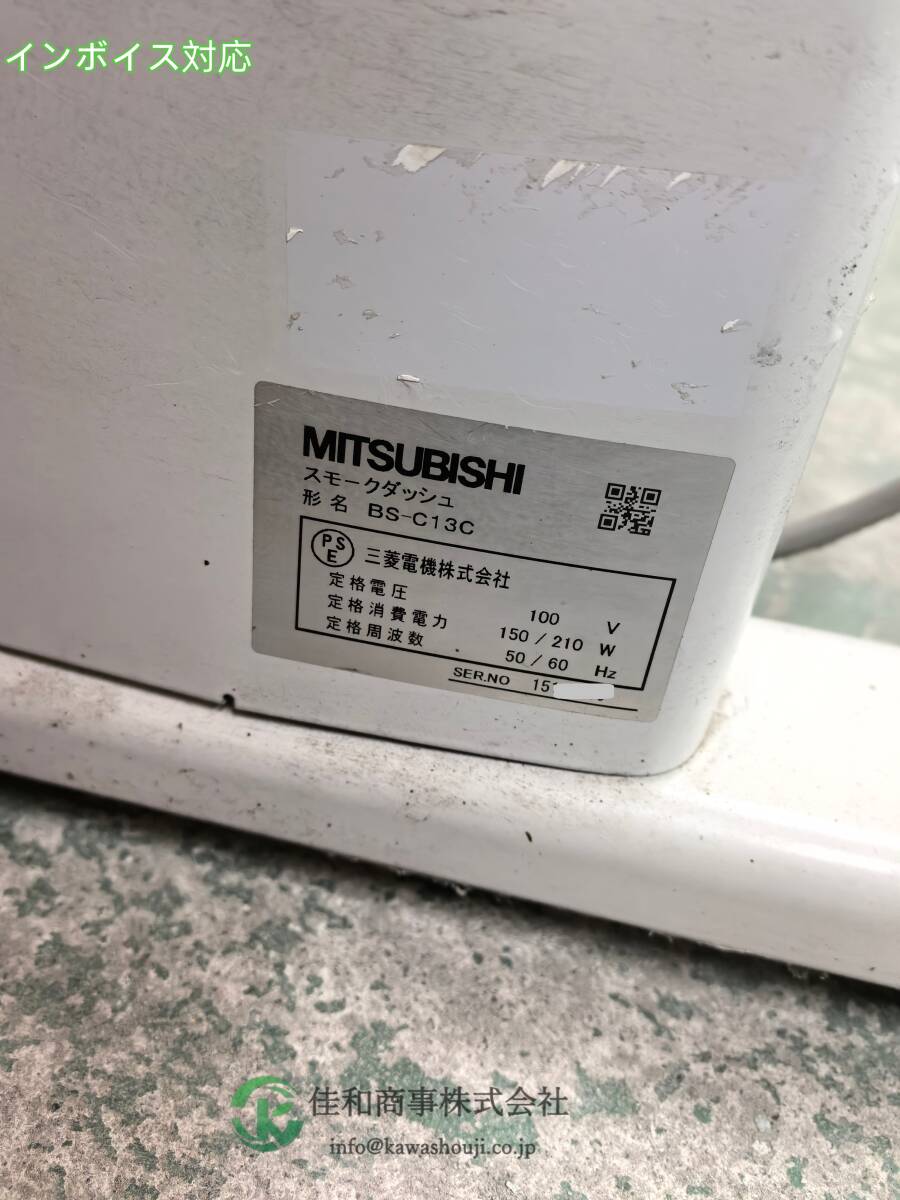 インボイス対応
MITSUBISHI
スモークダッシュ
形名 BS-C13C
PSE 三菱電機株式会社
定格電圧 100 V
定格消費電力 150/210 W
定格周波数 50/60 Hz
SER.NO 15
佳和商事株式会社
info@kawashouji.co.jp